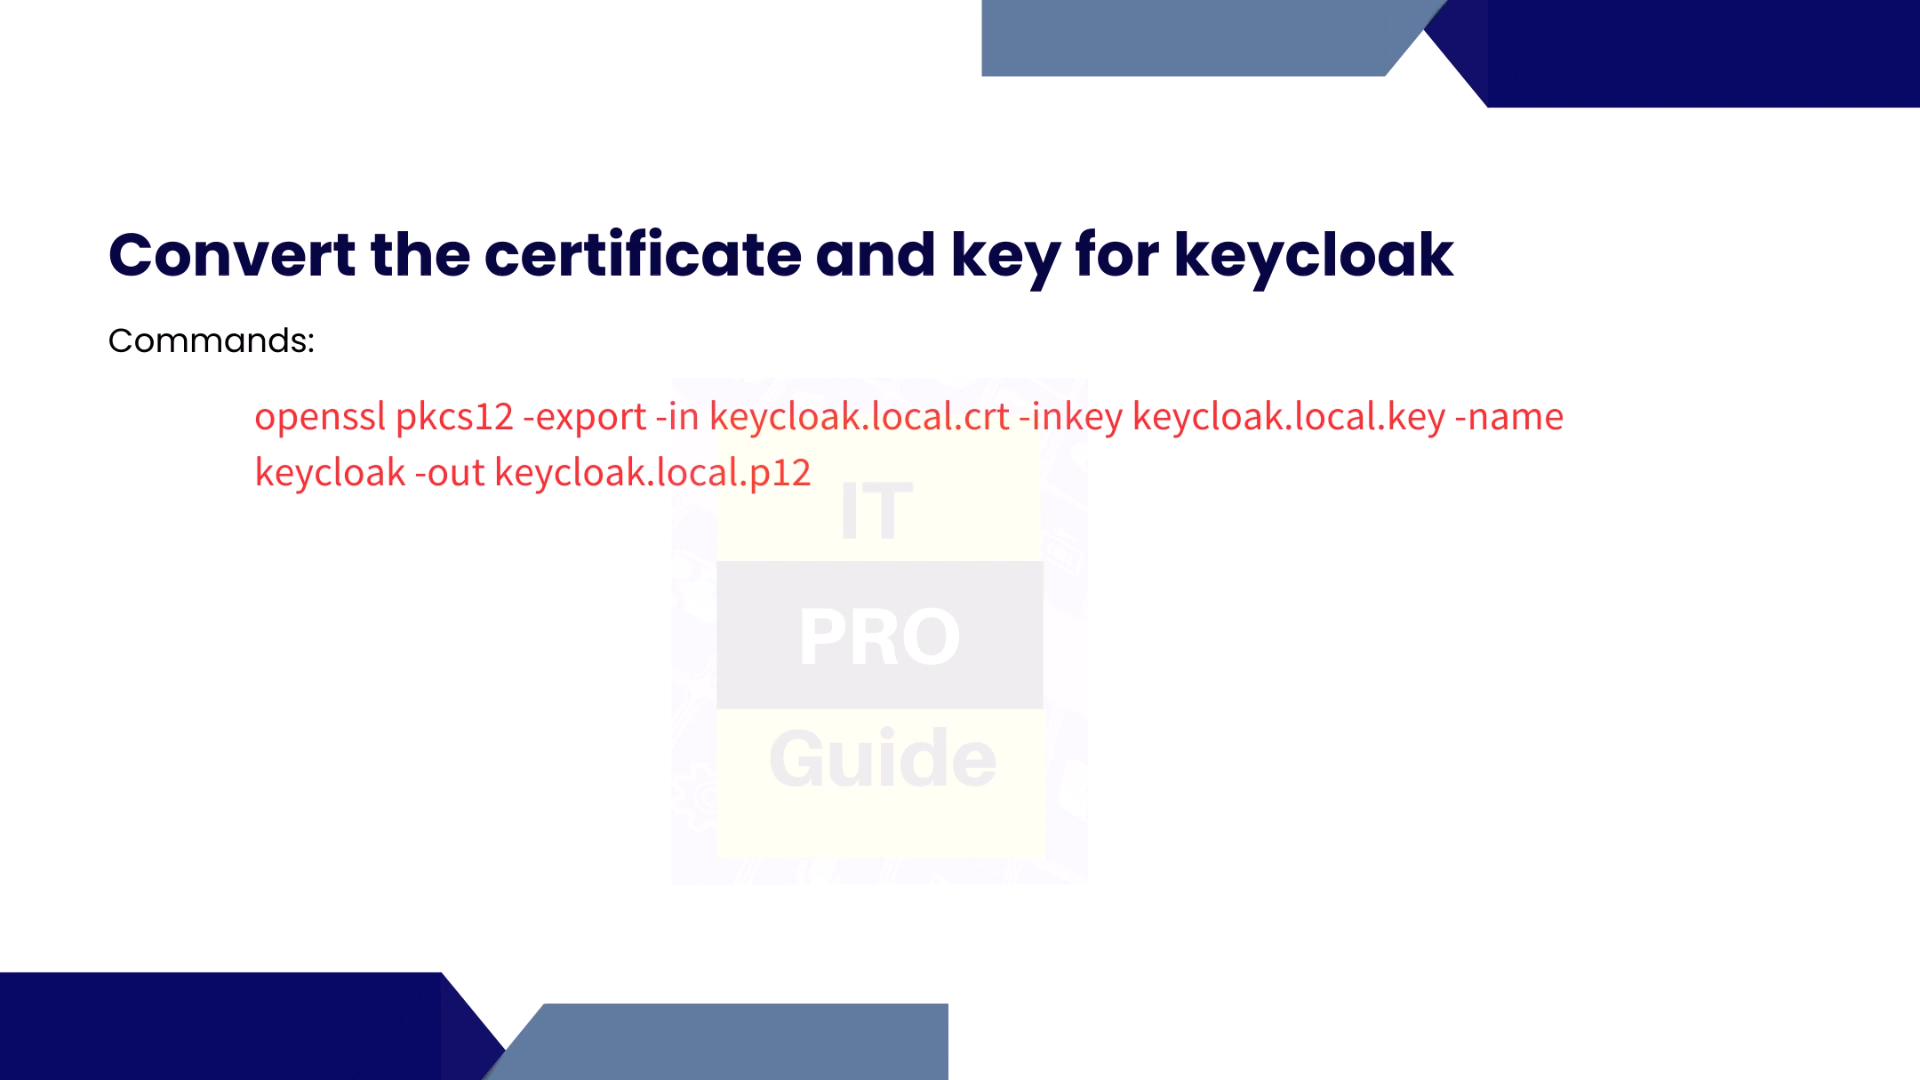 Convert the certificate and key for keycloak
Commands:
openssl pkcs12 -export -in keycloak.local.crt -inkey keycloak.local.key -name
keycloak -out keycloak.local.p12
IT
PRO
Guide